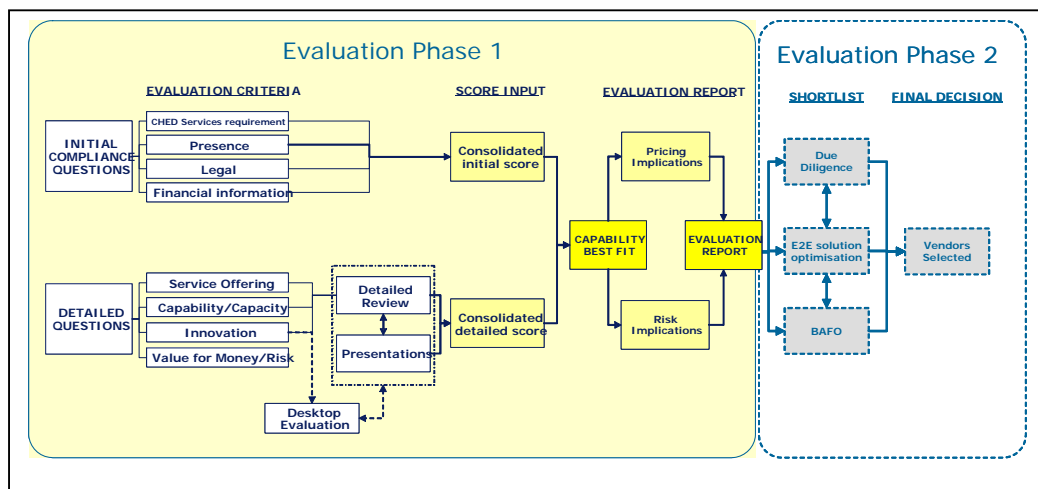 Evaluation Phase 1
Evaluation Phase 2
EVALUATION CRITERIA
SCORE INPUT
EVALUATION REPORT
SHORTLIST
FINAL DECISION
INITIAL
COMPLIANCE
QUESTIONS
CHED Services requirement
Presence
Legal
Financial information
Consolidated
initial score
Pricing
Implications
Due
Diligence
CAPABILITY
BEST FIT
EVALUATION
REPORT
E2E solution
optimisation
Vendors
Selected
DETAILED
QUESTIONS
Service Offering
Capability/Capacity
Innovation
Value for Money/Risk
Detailed
Review
Presentations
Consolidated
detailed score
Risk
Implications
BAFO
Desktop
Evaluation